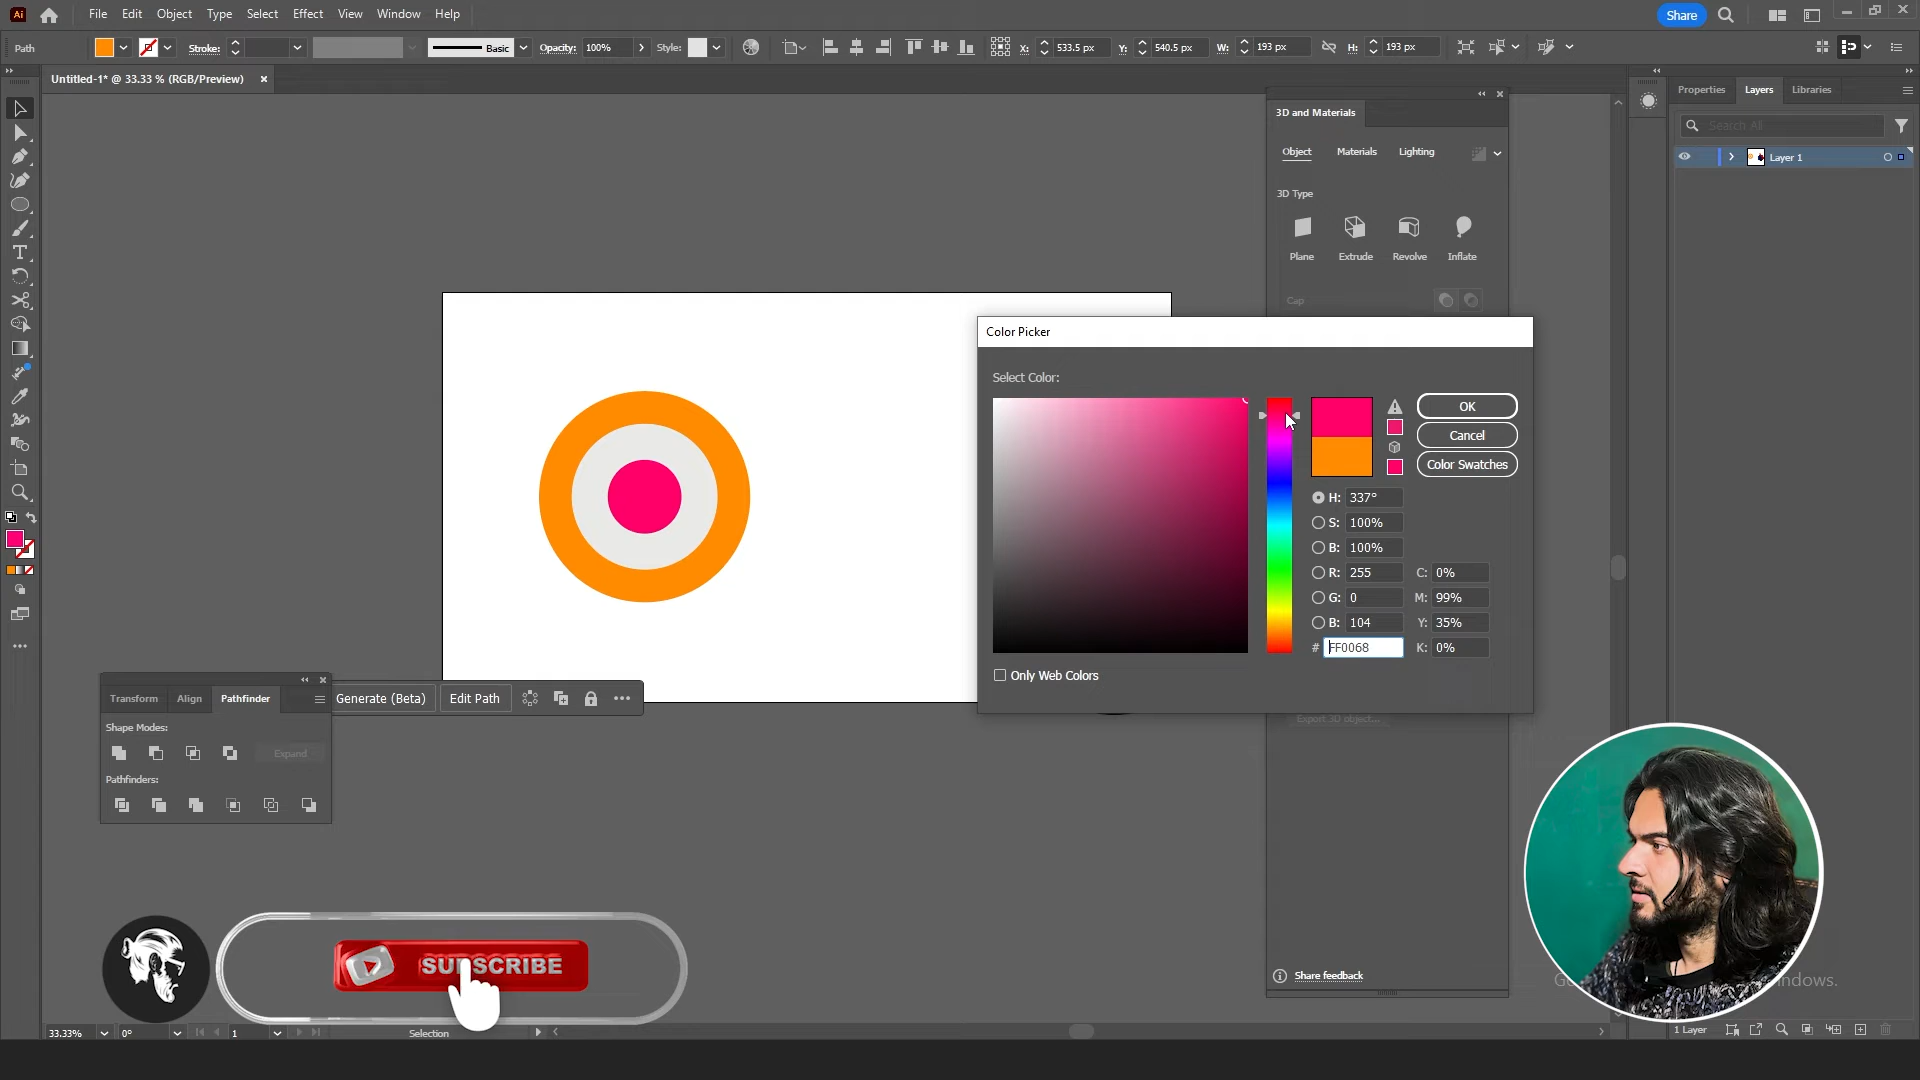 Ai File Edit Object Type Select Effect View Window Help Share
Path Stroke: Basic Opacity: 100% Style: X: 533.5 px Y: 540.5 px W: 193 px H: 193 px
Untitled-1* @ 33.33 % (RGB/Preview)
Properties Layers Libraries
Search All
Layer 1
3D and Materials
Object Materials Lighting
3D Type
Plane Extrude Revolve Inflate
Cap
Color Picker
Select Color:
OK
Cancel
Color Swatches
H: 337°
S: 100%
B: 100%
R: 255 C: 0%
G: 0 M: 99%
B: 104 Y: 35%
# FF0068 K: 0%
Only Web Colors
Export 3D object...
Generate (Beta) Edit Path
Transform Align Pathfinder
Shape Modes:
Expand
Pathfinders:
SUBSCRIBE
Share feedback
33.33% 0° 1 Selection
1 Layer